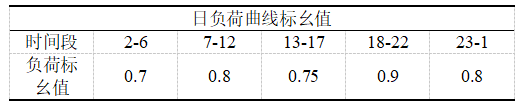 日负荷曲线标幺值
时间段 2-6 7-12 13-17 18-22 23-1
负荷标幺值 0.7 0.8 0.75 0.9 0.8